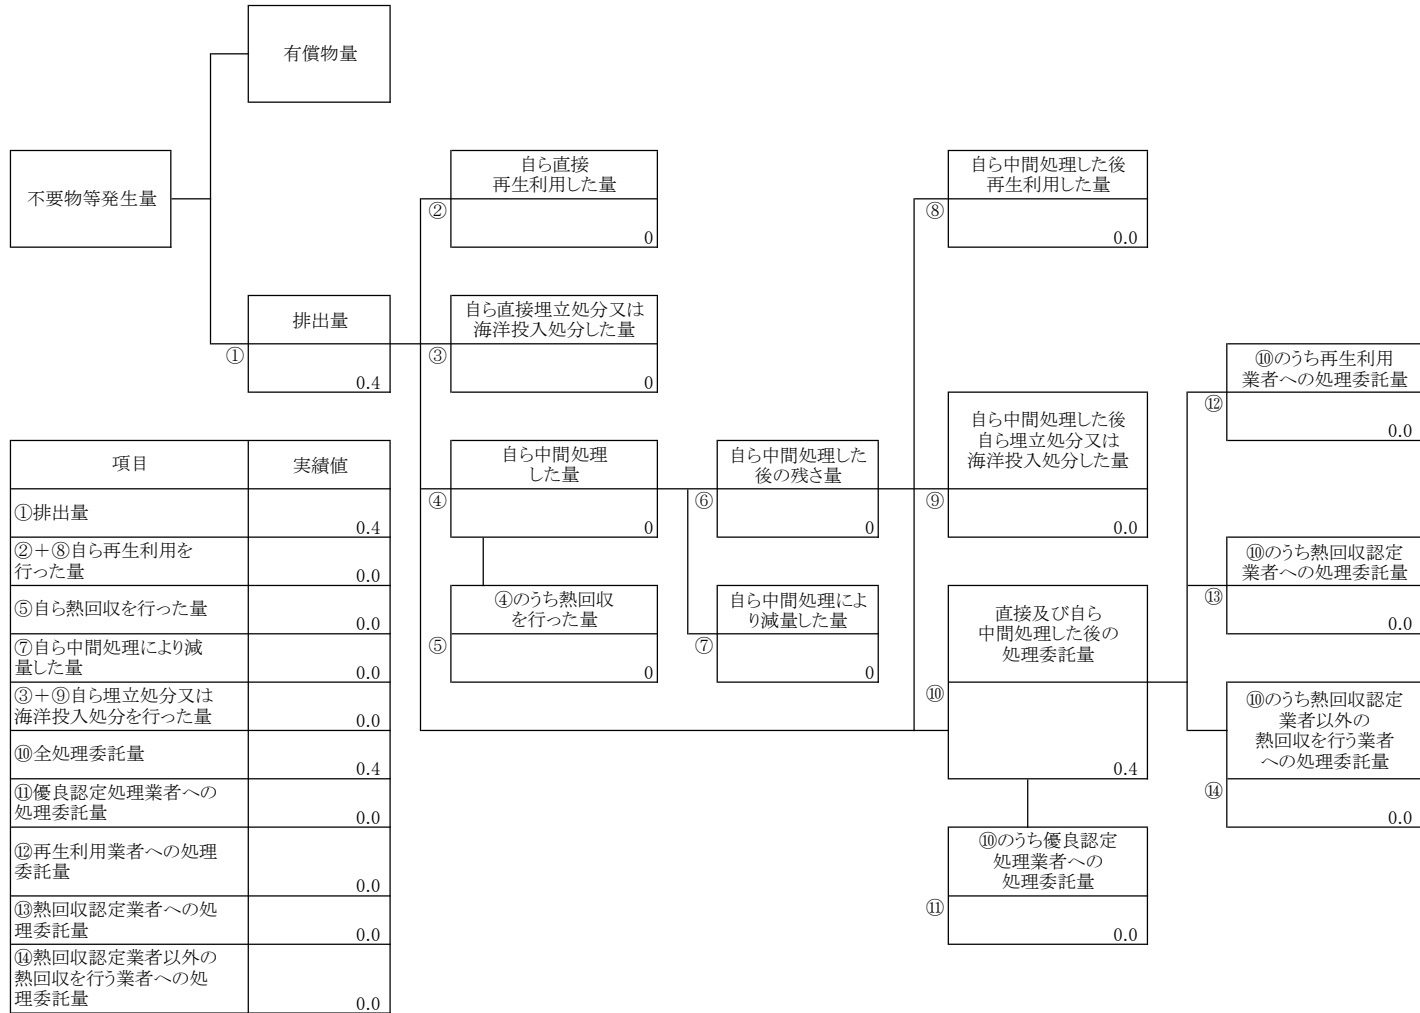 有償物量
不要物等発生量
自ら直接
再生利用した量
②
0
自ら中間処理した後
再生利用した量
⑧
0.0
排出量
①
0.4
自ら直接埋立処分又は
海洋投入処分した量
③
0
⑩のうち再生利用
業者への処理委託量
⑫
0.0
自ら中間処理
した量
④
0
自ら中間処理した
後の残さ量
⑥
0
自ら中間処理した後
自ら埋立処分又は
海洋投入処分した量
⑨
0.0
④のうち熱回収
を行った量
⑤
0
自ら中間処理によ
り減量した量
⑦
0
直接及び自ら
中間処理した後の
処理委託量
⑩
0.4
⑩のうち熱回収認定
業者への処理委託量
⑬
0.0
⑩のうち熱回収認定
業者以外の
熱回収を行う業者
への処理委託量
⑭
0.0
⑩のうち優良認定
処理業者への
処理委託量
⑪
0.0
項目
実績値
①排出量
0.4
②＋⑧自ら再生利用を
行った量
0.0
⑤自ら熱回収を行った量
0.0
⑦自ら中間処理により減
量した量
0.0
③＋⑨自ら埋立処分又は
海洋投入処分を行った量
0.0
⑩全処理委託量
0.4
⑪優良認定処理業者への
処理委託量
0.0
⑫再生利用業者への処理
委託量
0.0
⑬熱回収認定業者への処
理委託量
0.0
⑭熱回収認定業者以外の
熱回収を行う業者への処
理委託量
0.0